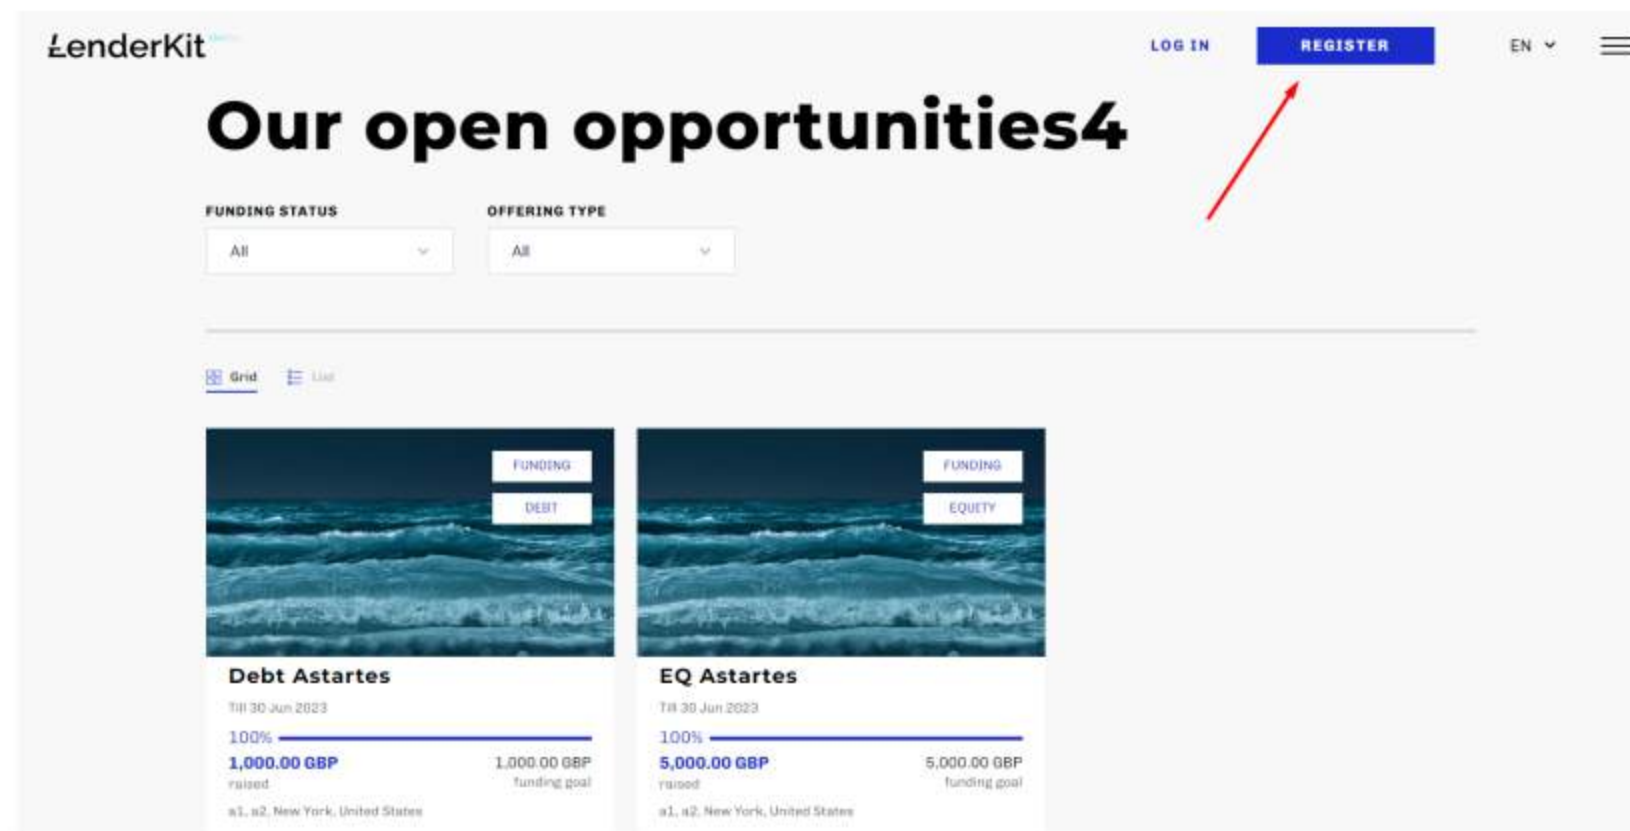 LenderKit
LOG IN REGISTER EN
Our open opportunities4
FUNDING STATUS OFFERING TYPE
All All
Grid List
FUNDING FUNDING
DEBT EQUITY
Debt Astartes EQ Astartes
Till 30 Jun 2023 Till 30 Jun 2023
100% 100%
1,000.00 GBP 1,000.00 GBP 5,000.00 GBP 5,000.00 GBP
raised funding goal raised funding goal
a1, a2, New York, United States a1, a2, New York, United States